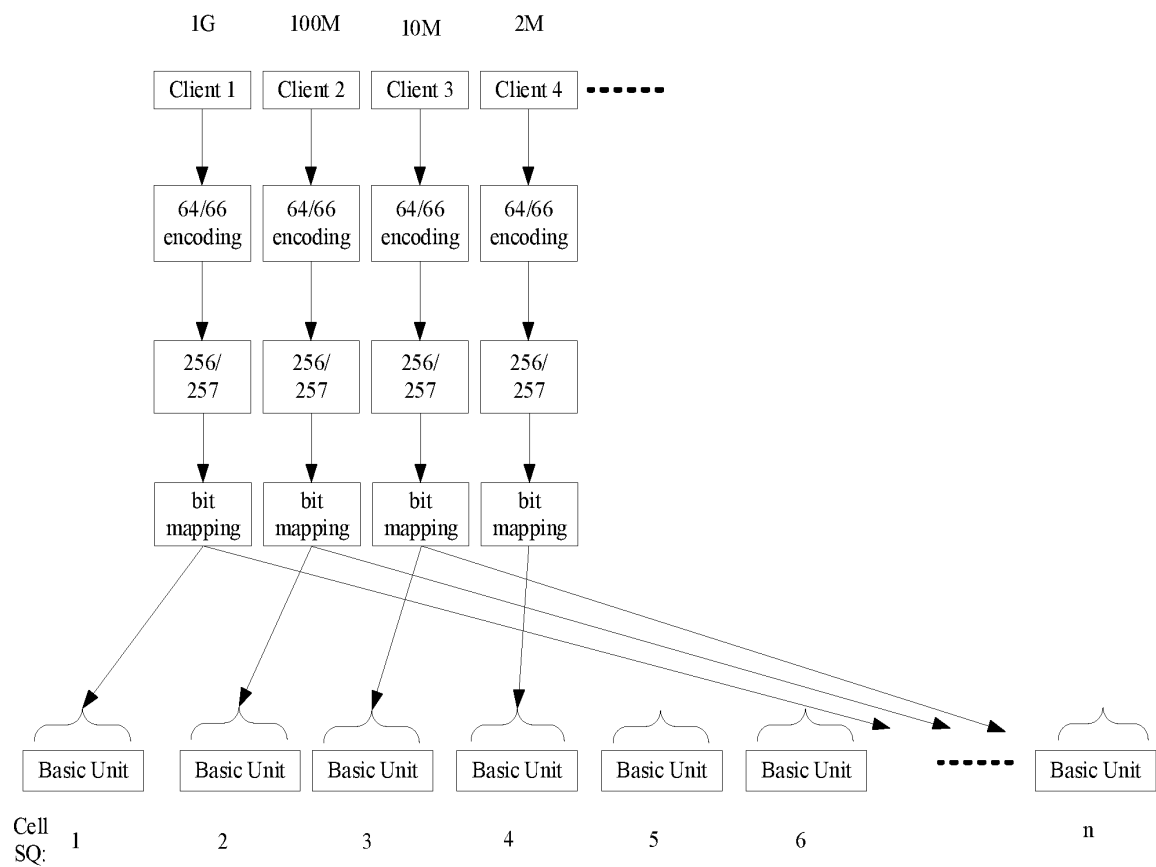 1G 100M 10M 2M
Client 1 Client 2 Client 3 Client 4
64/66 64/66 64/66 64/66
encoding encoding encoding encoding
256/ 256/ 256/ 256/
257 257 257 257
bit bit bit bit
mapping mapping mapping mapping
Basic Unit Basic Unit Basic Unit Basic Unit Basic Unit Basic Unit Basic Unit
Cell
SQ: 1 2 3 4 5 6 n